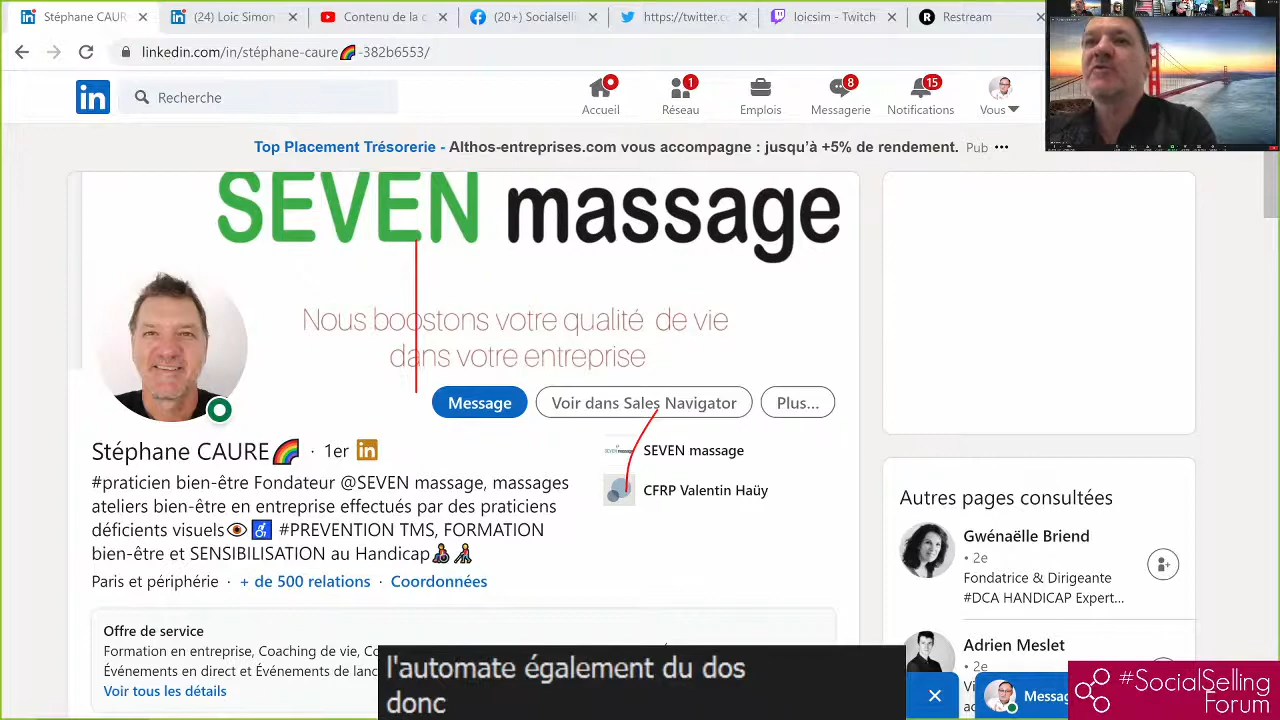 Stéphane CAUR
(24) Loic Simon
Contenu de la c
(20+) Socialsell
https://twitter.c
Restream
linkedin.com/in/stéphane-caure🌈-382b6553/
in
Recherche
Accueil
1
Réseau
Emplois
8
Messagerie
15
Notifications
Vous
Top Placement Trésorerie - Althos-entreprises.com vous accompagne : jusqu'à +5% de rendement. Pub
SEVEN massage
Nous boostons votre qualité de vie
dans votre entreprise
Message
Voir dans Sales Navigator
Plus...
Stéphane CAURE🌈 · 1er in
#praticien bien-être Fondateur @SEVEN massage, massages
ateliers bien-être en entreprise effectués par des praticiens
déficients visuels👁️♿ #PREVENTION TMS, FORMATION
bien-être et SENSIBILISATION au Handicap
Paris et périphérie · + de 500 relations · Coordonnées
SEVEN massage
CFRP Valentin Haüy
Offre de service
Formation en entreprise, Coaching de vie,
Événements en direct et Événements de
Voir tous les détails
Autres pages consultées
Gwénaëlle Briend
• 2e
Fondatrice & Dirigeante
#DCA HANDICAP Expert...
Adrien Meslet
• 2e
l'automate également du dos
donc
#SocialSelling
Forum